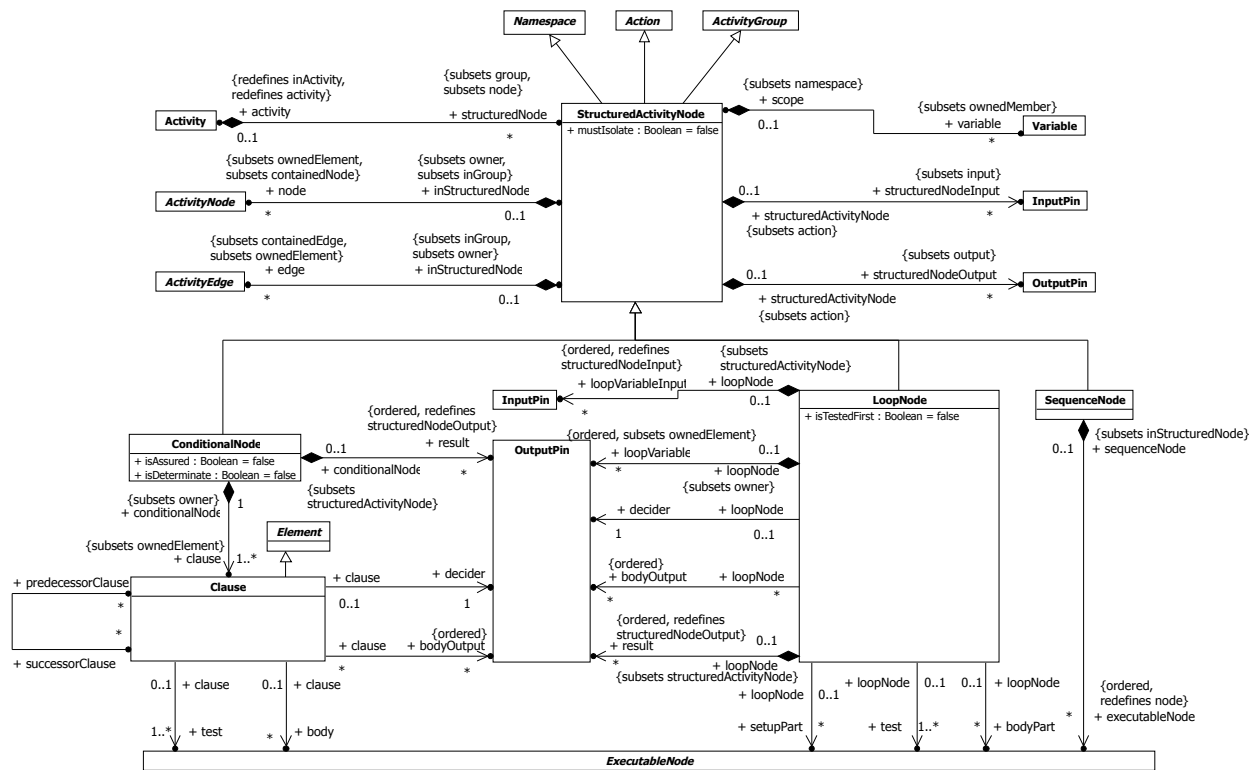 Namespace
Action
ActivityGroup
{redefines inActivity,
redefines activity}
+ activity
0..1
Activity
{subsets group,
subsets node}
+ structuredNode
*
StructuredActivityNode
+ mustIsolate : Boolean = false
{subsets namespace}
+ scope
0..1
{subsets ownedMember}
+ variable
*
Variable
{subsets ownedElement,
subsets containedNode}
+ node
*
ActivityNode
{subsets owner,
subsets inGroup}
+ inStructuredNode
0..1
0..1
+ structuredActivityNode
{subsets action}
{subsets input}
+ structuredNodeInput
*
InputPin
{subsets containedEdge,
subsets ownedElement}
+ edge
*
ActivityEdge
{subsets inGroup,
subsets owner}
+ inStructuredNode
0..1
0..1
+ structuredActivityNode
{subsets action}
{subsets output}
+ structuredNodeOutput
*
OutputPin
{ordered, redefines
structuredNodeInput}
+ loopVariableInput
*
InputPin
{subsets
structuredActivityNode}
+ loopNode
0..1
LoopNode
+ isTestedFirst : Boolean = false
SequenceNode
0..1
{subsets inStructuredNode}
+ sequenceNode
ConditionalNode
+ isAssured : Boolean = false
+ isDeterminate : Boolean = false
{ordered, redefines
structuredNodeOutput}
+ result
*
0..1
+ conditionalNode
{subsets
structuredActivityNode}
OutputPin
{ordered, subsets ownedElement}
+ loopVariable
*
0..1
+ loopNode
{subsets owner}
{subsets owner}
+ conditionalNode
1
{subsets ownedElement}
+ clause
1..*
Element
+ decider
1
+ loopNode
0..1
Clause
+ predecessorClause
*
*
+ successorClause
+ clause
0..1
+ decider
1
{ordered}
+ bodyOutput
*
+ loopNode
*
+ clause
*
{ordered}
+ bodyOutput
*
{ordered, redefines
structuredNodeOutput}
+ result
*
0..1
+ loopNode
{subsets structuredActivityNode}
0..1
+ clause
1..*
+ test
0..1
+ clause
*
+ body
+ loopNode
0..1
+ setupPart
*
+ loopNode
0..1
+ test
1..*
0..1
+ loopNode
*
+ bodyPart
{ordered,
redefines node}
+ executableNode
*
ExecutableNode